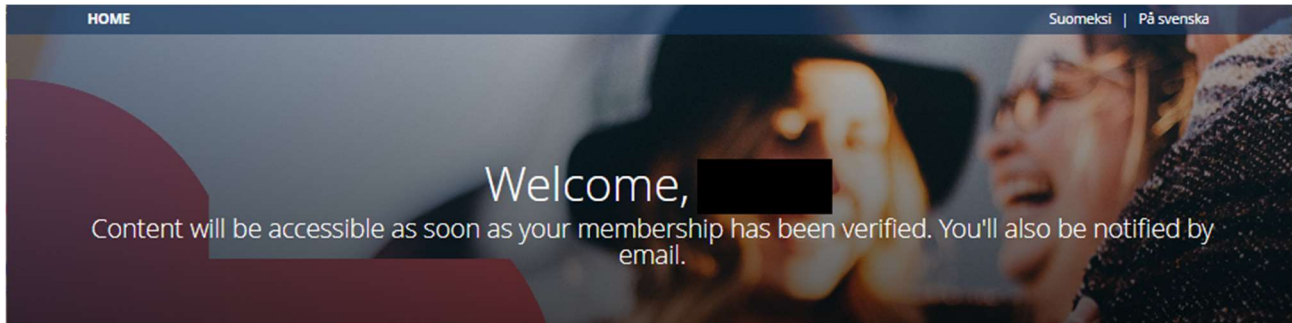 HOME
Suomeksi | På svenska
Welcome,
Content will be accessible as soon as your membership has been verified. You'll also be notified by
email.